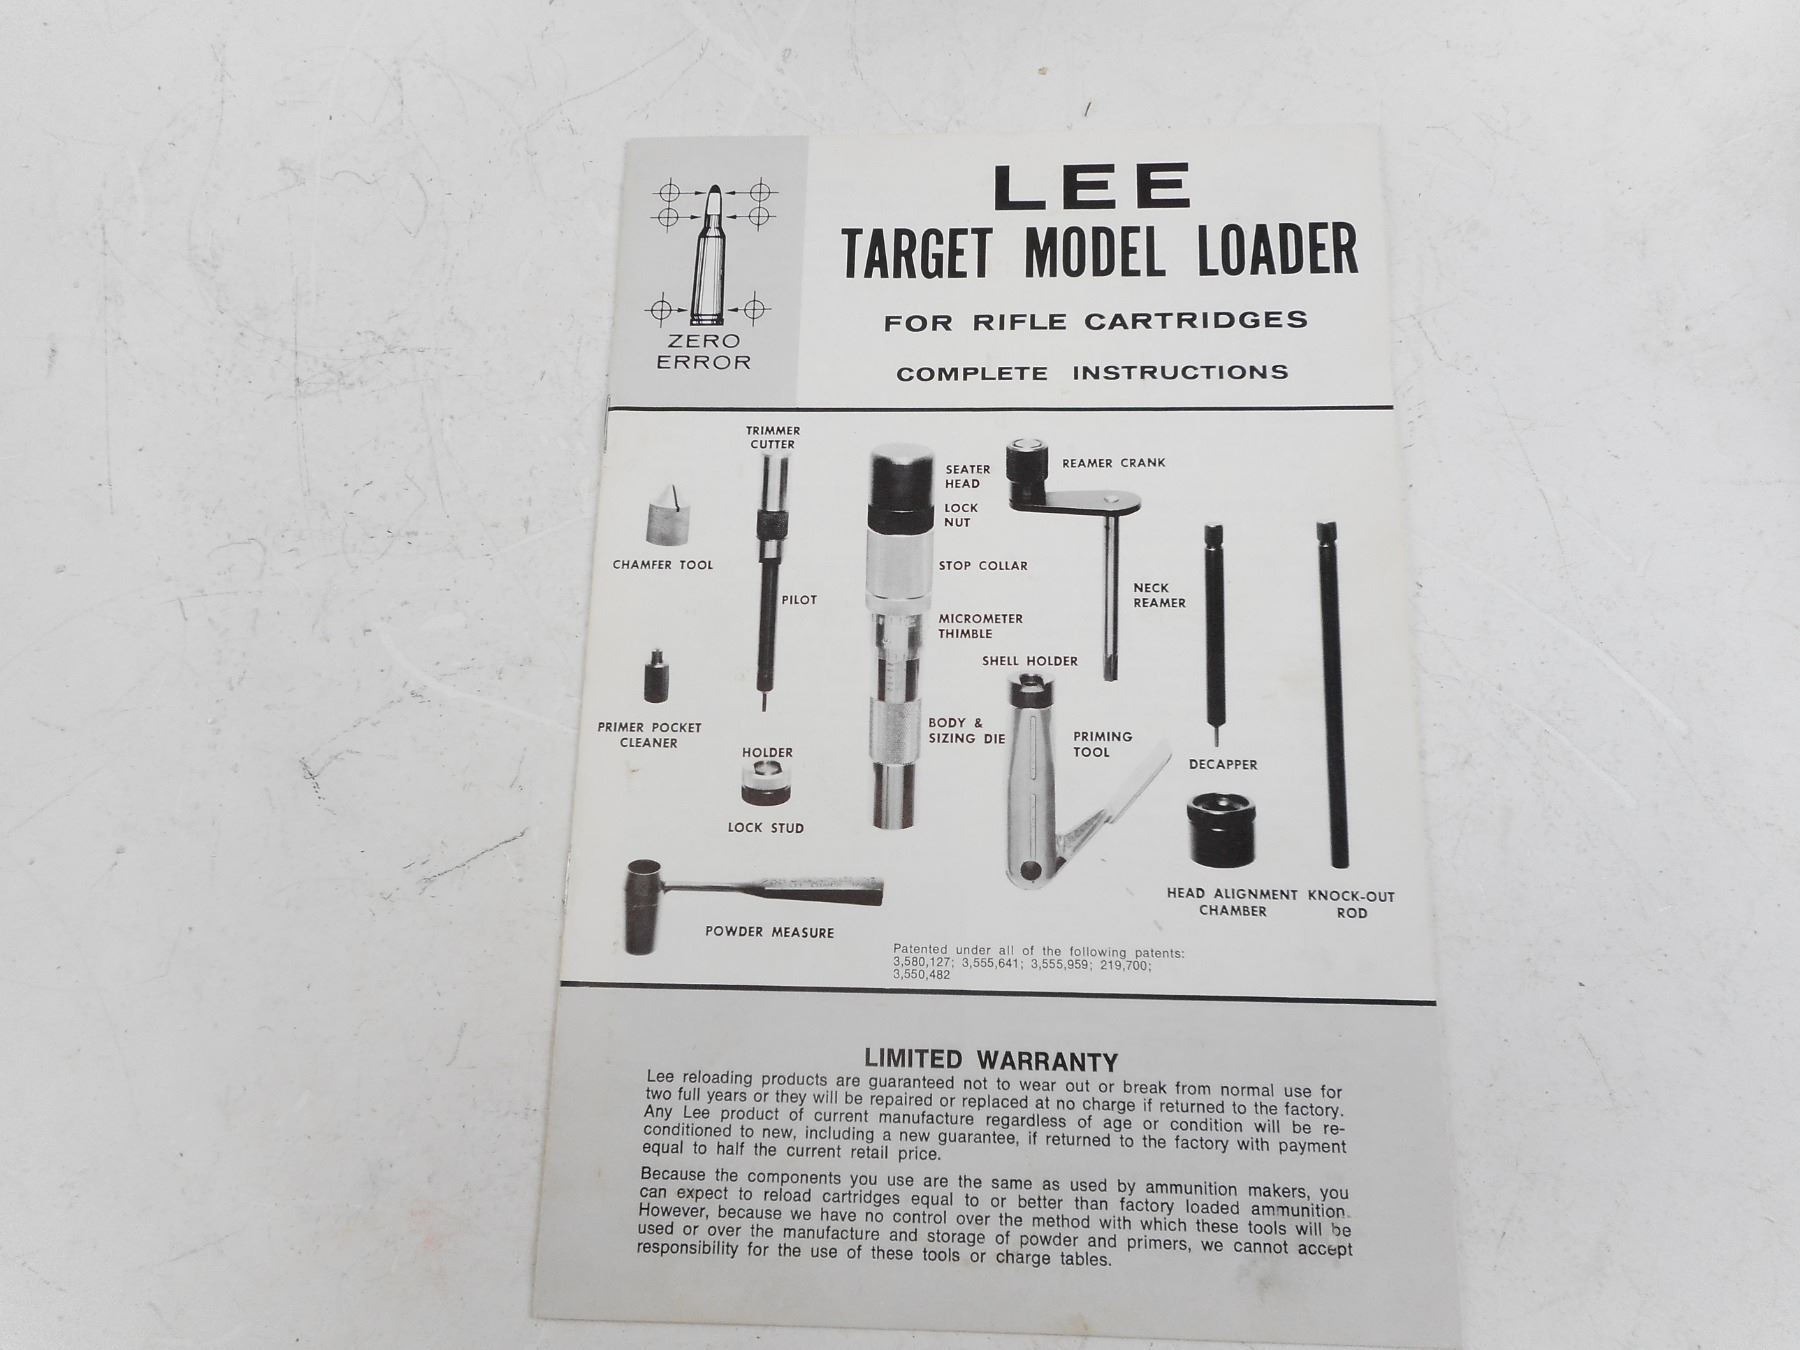 LEE
TARGET MODEL LOADER
FOR RIFLE CARTRIDGES
COMPLETE INSTRUCTIONS
ZERO
ERROR
TRIMMER
CUTTER
CHAMFER TOOL
PILOT
PRIMER POCKET
CLEANER
HOLDER
LOCK STUD
SEATER
HEAD
LOCK
NUT
STOP COLLAR
MICROMETER
THIMBLE
BODY &
SIZING DIE
REAMER CRANK
NECK
REAMER
SHELL HOLDER
PRIMING
TOOL
DECAPPER
HEAD ALIGNMENT
CHAMBER
KNOCK-OUT
ROD
POWDER MEASURE
Patented under all of the following patents:
3,580,127; 3,555,641; 3,555,959; 219,700;
3,550,482
LIMITED WARRANTY
Lee reloading products are guaranteed not to wear out or break from normal use for
two full years or they will be repaired or replaced at no charge if returned to the factory.
Any Lee product of current manufacture regardless of age or condition will be re-
conditioned to new, including a new guarantee, if returned to the factory with payment
equal to half the current retail price.
Because the components you use are the same as used by ammunition makers, you
can expect to reload cartridges equal to or better than factory loaded ammunition.
However, because we have no control over the method with which these tools will be
used or over the manufacture and storage of powder and primers, we cannot accept
responsibility for the use of these tools or charge tables.